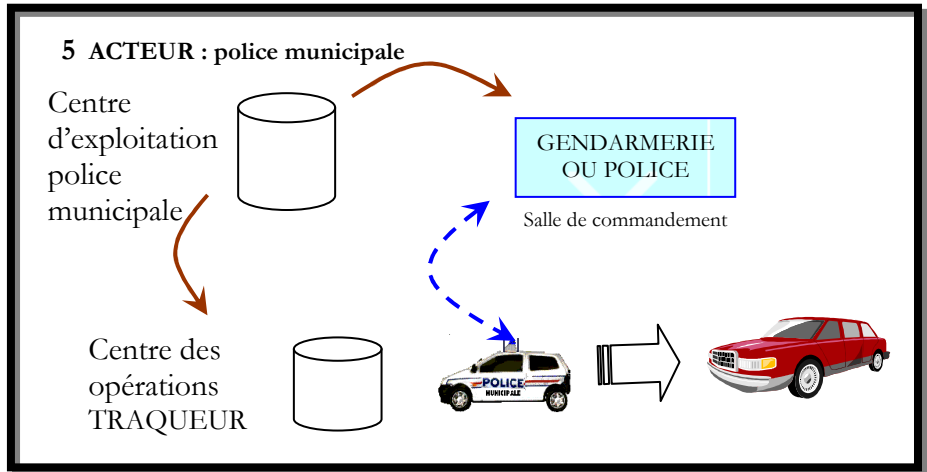 5 ACTEUR : police municipale
Centre
d'exploitation
police
municipale
GENDARMERIE
OU POLICE
Salle de commandement
Centre des
opérations
TRAQUEUR
POLICE
MUNICIPALE